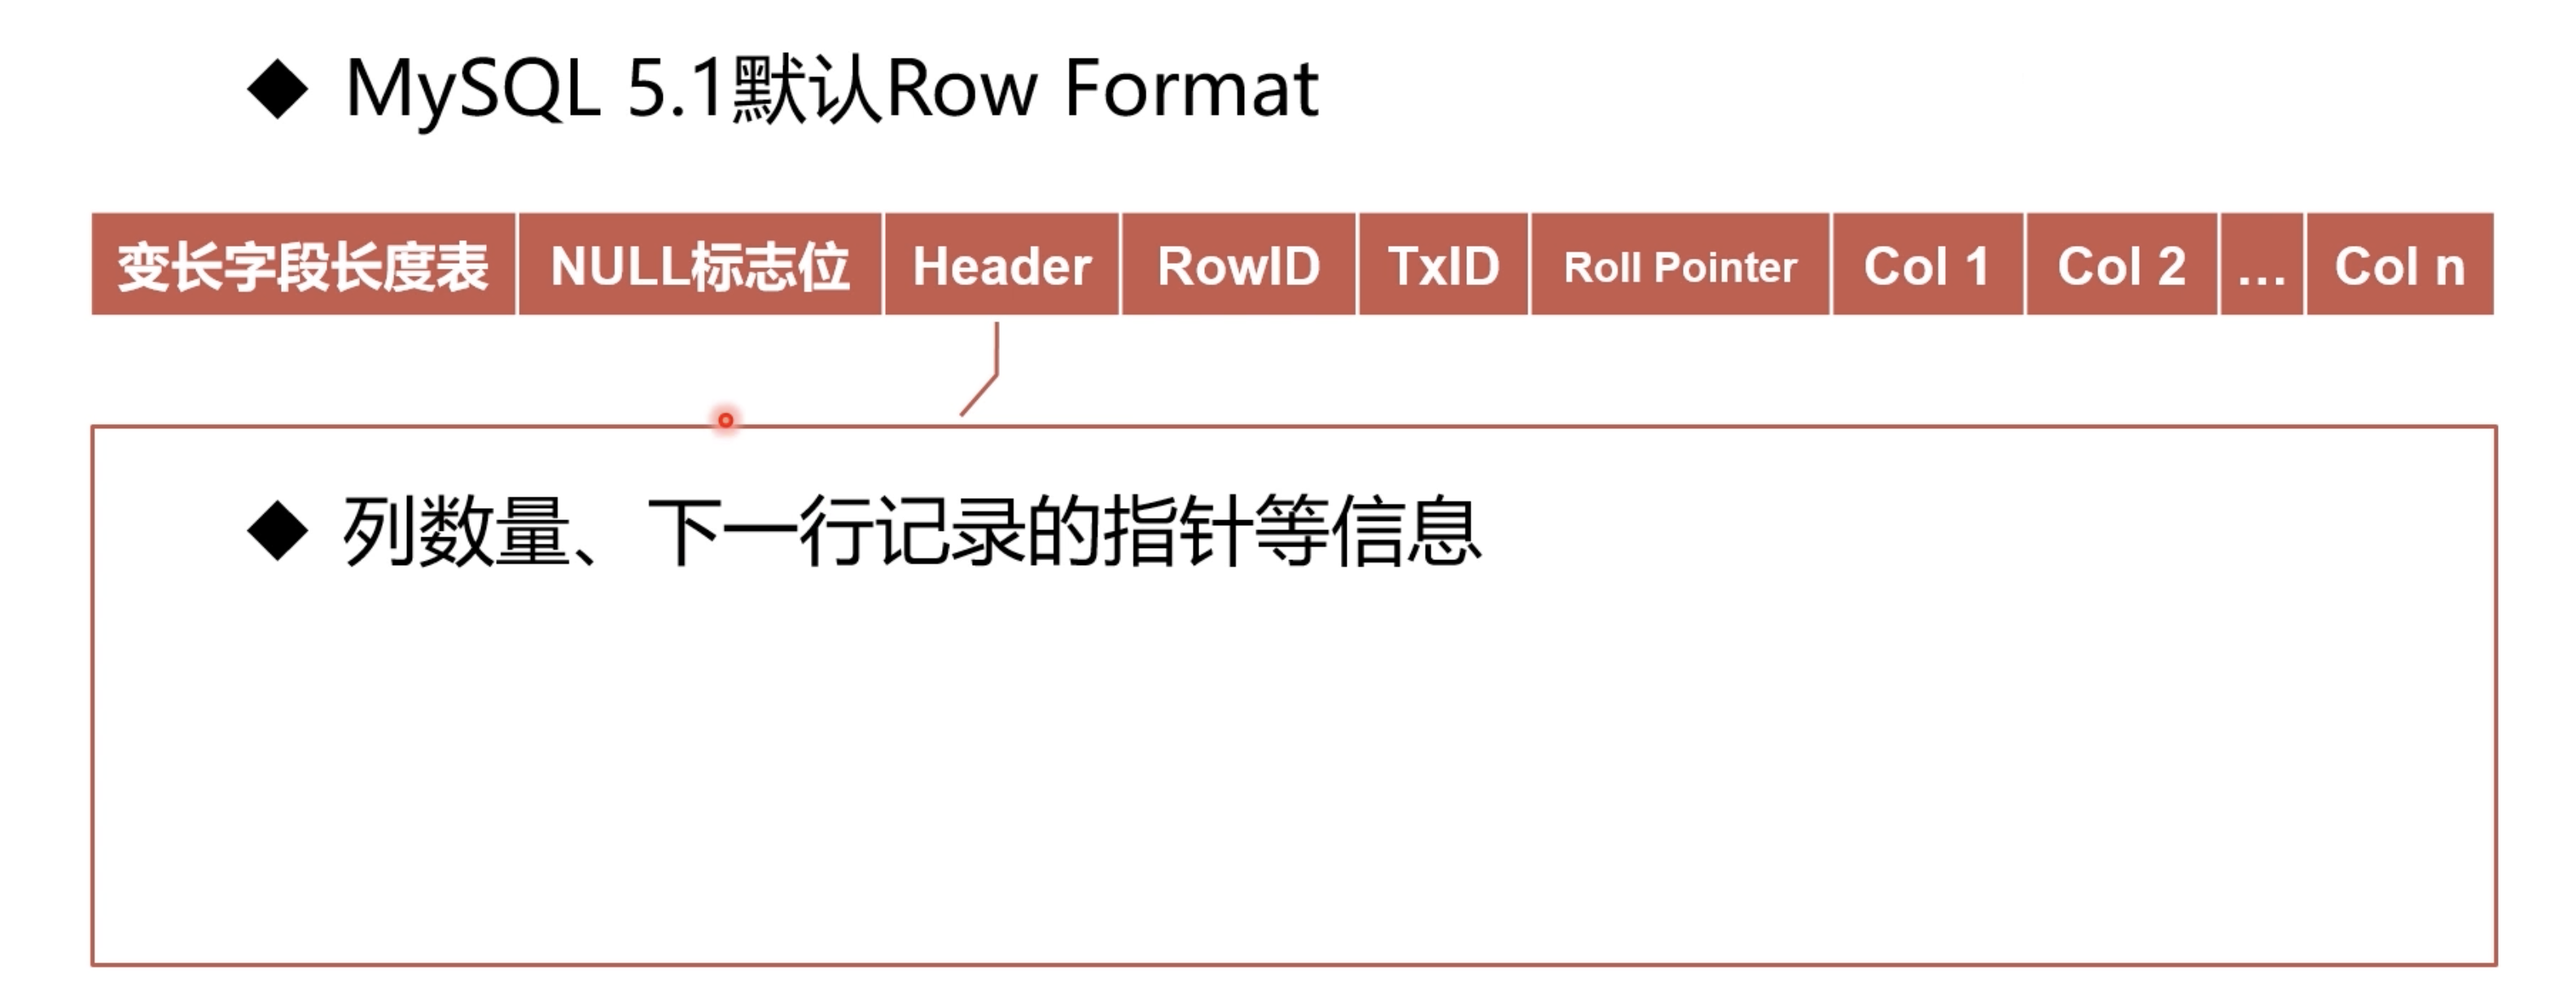 ◆ MySQL 5.1默认Row Format
变长字段长度表 NULL标志位 Header RowID TxID Roll Pointer Col 1 Col 2 ... Col n
◆ 列数量、下一行记录的指针等信息